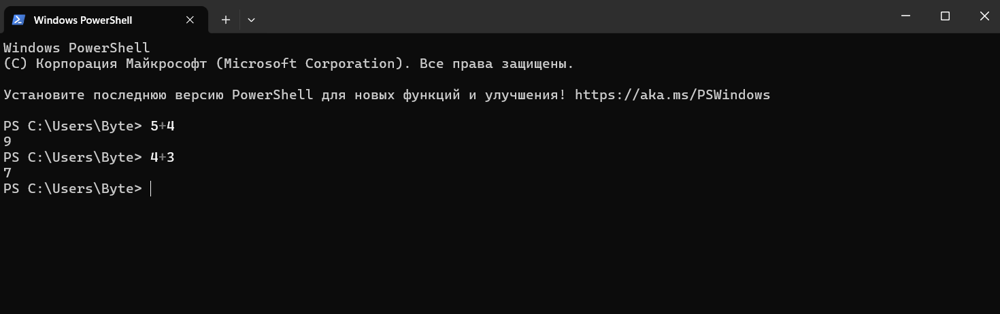 Windows PowerShell
Windows PowerShell
(C) Корпорация Майкрософт (Microsoft Corporation). Все права защищены.
Установите последнюю версию PowerShell для новых функций и улучшения! https://aka.ms/PSWindows
PS C:\Users\Byte> 5+4
9
PS C:\Users\Byte> 4+3
7
PS C:\Users\Byte>